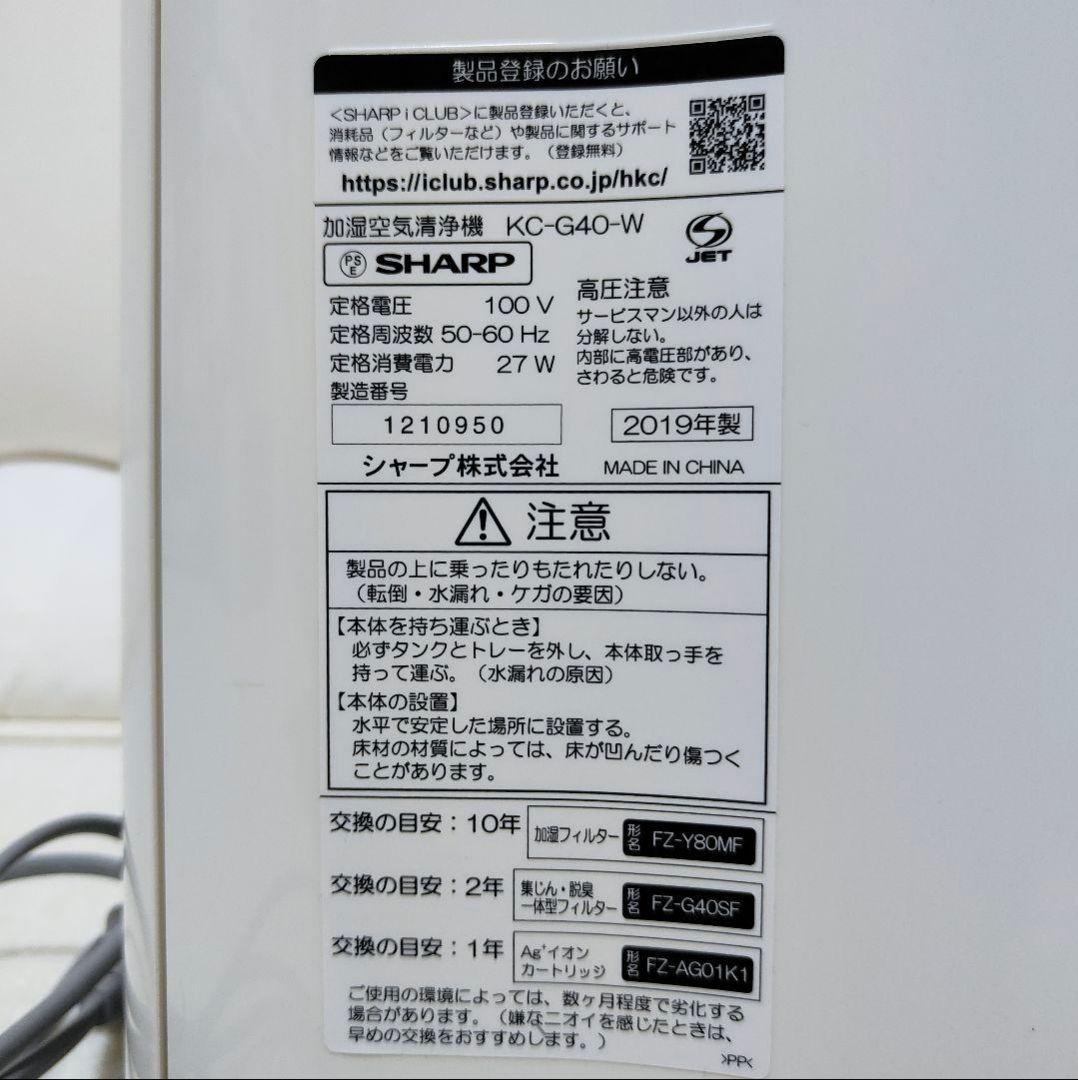 製品登録のお願い
<SHARP i CLUB>に製品登録いただくと、
消耗品（フィルターなど）や製品に関するサポート
情報などをご覧いただけます。（登録無料）
https://iclub.sharp.co.jp/hkc/
加湿空気清浄機 KC-G40-W
JET
PSE SHARP
定格電圧 100 V
定格周波数 50-60 Hz
定格消費電力 27 W
製造番号
1210950
高圧注意
サービスマン以外の人は
分解しない。
内部に高電圧部があり、
さわると危険です。
2019年製
シャープ株式会社 MADE IN CHINA
注意
製品の上に乗ったりもたれたりしない。
（転倒・水漏れ・ケガの要因）
【本体を持ち運ぶとき】
必ずタンクとトレーを外し、本体取っ手を
持って運ぶ。（水漏れの原因）
【本体の設置】
水平で安定した場所に設置する。
床材の材質によっては、床が凹んだり傷つく
ことがあります。
交換の目安：10年 加湿フィルター 形名 FZ-Y80MF
交換の目安：2年 集じん・脱臭
一体型フィルター 形名 FZ-G40SF
交換の目安：1年 Ag⁺イオン
カートリッジ 形名 FZ-AG01K1
ご使用の環境によっては、数ヶ月程度で劣化する
場合があります。（嫌なニオイを感じたときは、
早めの交換をおすすめします。）
>PP<